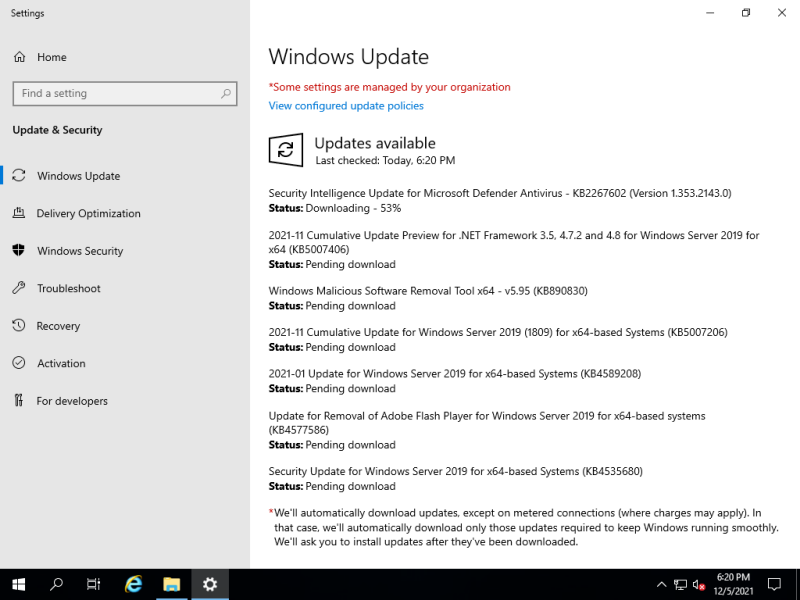 Settings
Home
Find a setting
Update & Security
Windows Update
Delivery Optimization
Windows Security
Troubleshoot
Recovery
Activation
For developers
Windows Update
*Some settings are managed by your organization
View configured update policies
Updates available
Last checked: Today, 6:20 PM
Security Intelligence Update for Microsoft Defender Antivirus - KB2267602 (Version 1.353.2143.0)
Status: Downloading - 53%
2021-11 Cumulative Update Preview for .NET Framework 3.5, 4.7.2 and 4.8 for Windows Server 2019 for
x64 (KB5007406)
Status: Pending download
Windows Malicious Software Removal Tool x64 - v5.95 (KB890830)
Status: Pending download
2021-11 Cumulative Update for Windows Server 2019 (1809) for x64-based Systems (KB5007206)
Status: Pending download
2021-01 Update for Windows Server 2019 for x64-based Systems (KB4589208)
Status: Pending download
Update for Removal of Adobe Flash Player for Windows Server 2019 for x64-based systems
(KB4577586)
Status: Pending download
Security Update for Windows Server 2019 for x64-based Systems (KB4535680)
Status: Pending download
*We'll automatically download updates, except on metered connections (where charges may apply). In
that case, we'll automatically download only those updates required to keep Windows running smoothly.
We'll ask you to install updates after they've been downloaded.
6:20 PM
12/5/2021